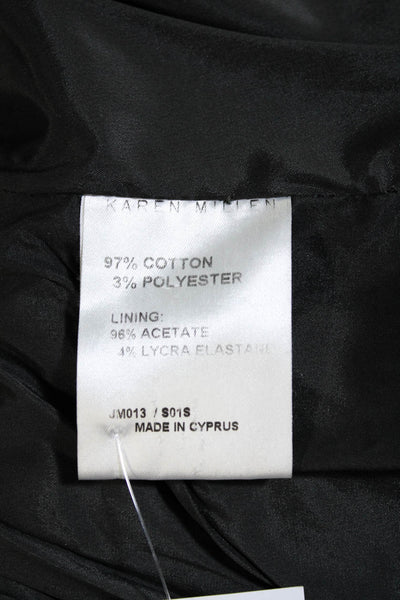 KAREN MILLEN
97% COTTON
3% POLYESTER
LINING:
96% ACETATE
4% LYCRA ELASTANE
JM013 / S01S
MADE IN CYPRUS